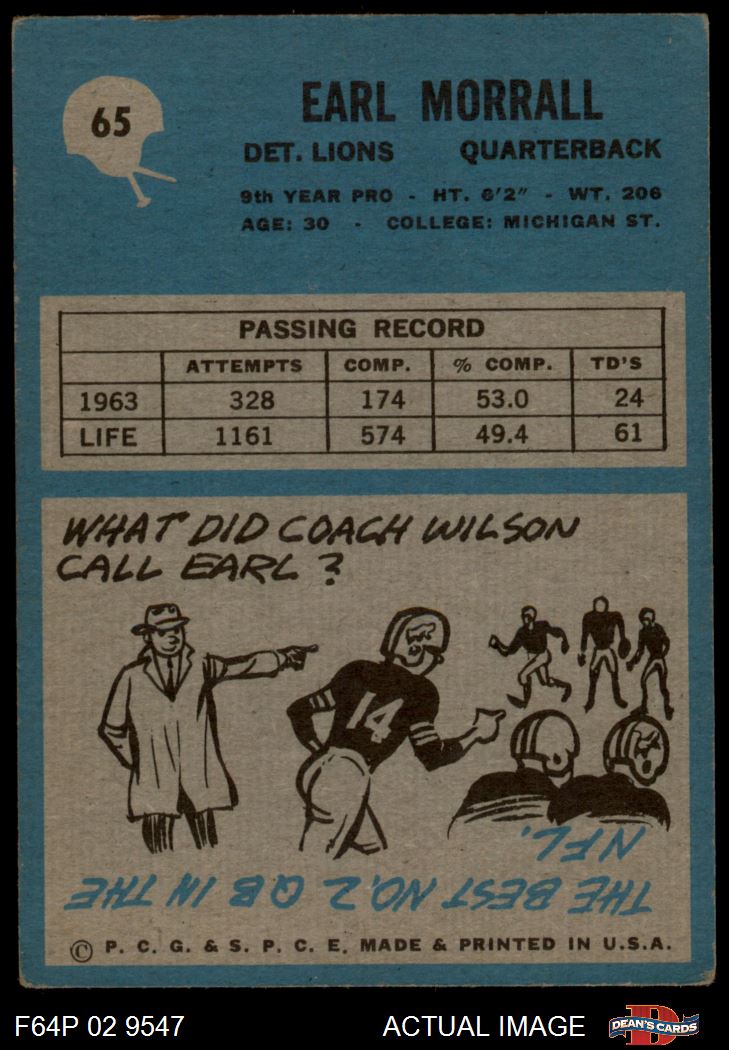 65
EARL MORRALL
DET. LIONS QUARTERBACK
9th YEAR PRO - HT. 6'2" - WT. 206
AGE: 30 - COLLEGE: MICHIGAN ST.
PASSING RECORD
ATTEMPTS COMP. % COMP. TD'S
1963 328 174 53.0 24
LIFE 1161 574 49.4 61
WHAT DID COACH WILSON
CALL EARL?
14
THE BEST NO.2 QB IN THE
NFL.
© P. C. G. & S. P. C. E. MADE & PRINTED IN U.S.A.
F64P 02 9547 ACTUAL IMAGE D DEAN'S CARDS